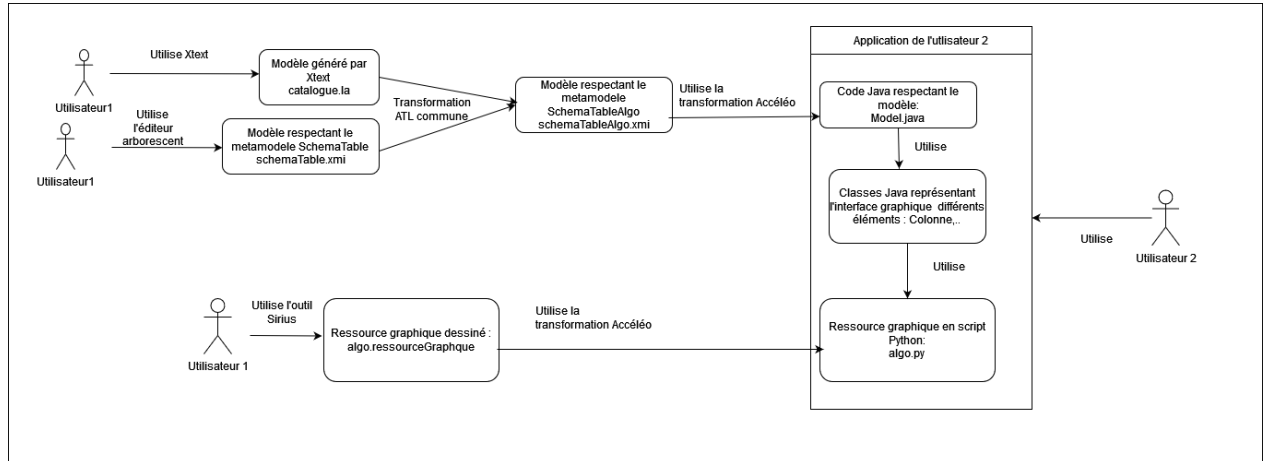 Application de l'utlisateur 2
Utilise Xtext
Utilisateur1
Modèle généré par
Xtext
catalogue.la
Utilise
l'éditeur
arborescent
Utilisateur1
Modèle respectant le
metamodele SchemaTable
schemaTable.xmi
Transformation
ATL commune
Modèle respectant le
metamodele
SchemaTableAlgo
schemaTableAlgo.xmi
Utilise la
transformation Accéléo
Code Java respectant le
modèle:
Model.java
Utilise
Classes Java représentant
l'interface graphique différents
éléments : Colonne,..
Utilise
Utilise
Utilisateur 2
Utilisateur 1
Utilise l'outil
Sirius
Ressource graphique dessiné :
algo.ressourceGraphque
Utilise la
transformation Accéléo
Ressource graphique en script
Python:
algo.py